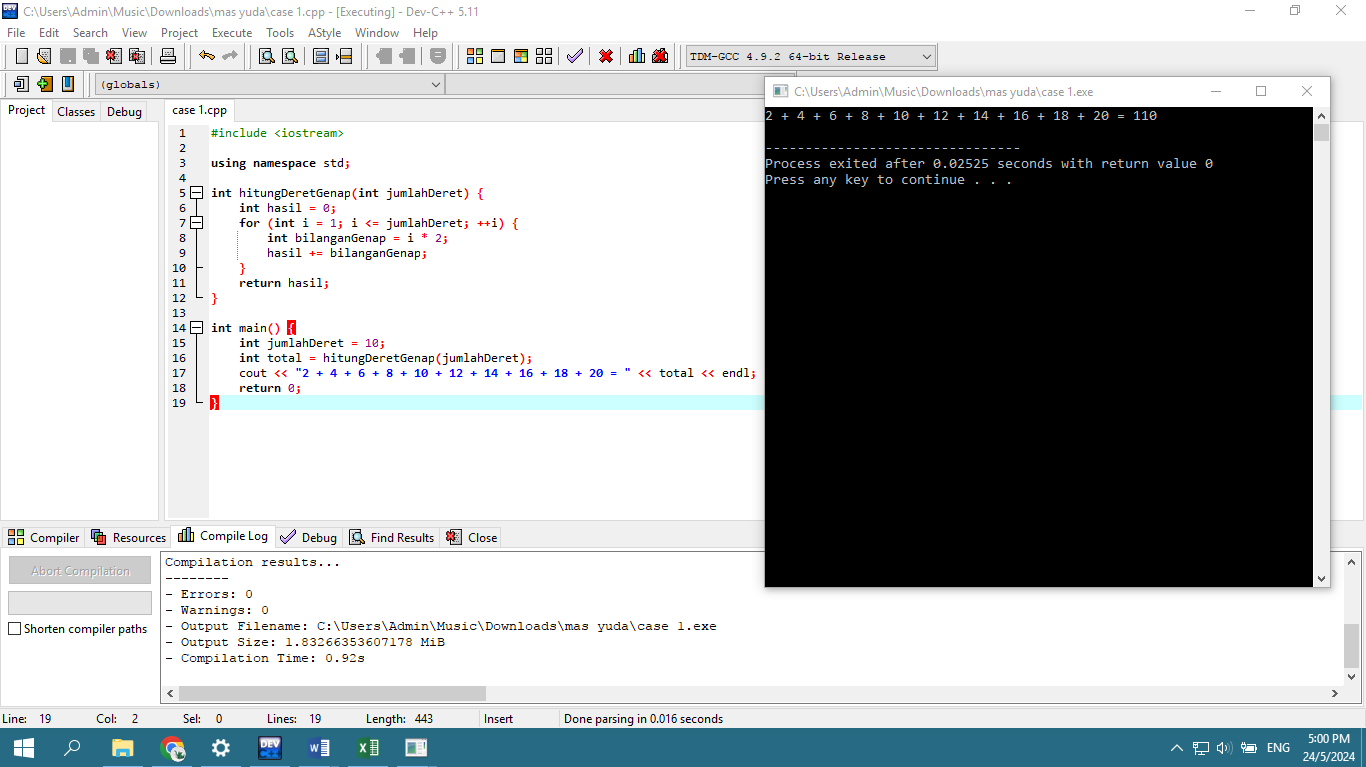 C:\Users\Admin\Music\Downloads\mas yuda\case 1.cpp - [Executing] - Dev-C++ 5.11
File Edit Search View Project Execute Tools AStyle Window Help
TDM-GCC 4.9.2 64-bit Release
(globals)
Project Classes Debug
case 1.cpp
1 #include <iostream>
2
3 using namespace std;
4
5 int hitungDeretGenap(int jumlahDeret) {
6     int hasil = 0;
7     for (int i = 1; i <= jumlahDeret; ++i) {
8         int bilanganGenap = i * 2;
9         hasil += bilanganGenap;
10     }
11     return hasil;
12 }
13
14 int main() {
15     int jumlahDeret = 10;
16     int total = hitungDeretGenap(jumlahDeret);
17     cout << "2 + 4 + 6 + 8 + 10 + 12 + 14 + 16 + 18 + 20 = " << total << endl;
18     return 0;
19 }
C:\Users\Admin\Music\Downloads\mas yuda\case 1.exe
2 + 4 + 6 + 8 + 10 + 12 + 14 + 16 + 18 + 20 = 110
--------------------------------
Process exited after 0.02525 seconds with return value 0
Press any key to continue . . .
Compiler Resources Compile Log Debug Find Results Close
Abort Compilation
Shorten compiler paths
Compilation results...
--------
- Errors: 0
- Warnings: 0
- Output Filename: C:\Users\Admin\Music\Downloads\mas yuda\case 1.exe
- Output Size: 1.83266353607178 MiB
- Compilation Time: 0.92s
Line: 19 Col: 2 Sel: 0 Lines: 19 Length: 443 Insert Done parsing in 0.016 seconds
DEV
ENG
5:00 PM
24/5/2024